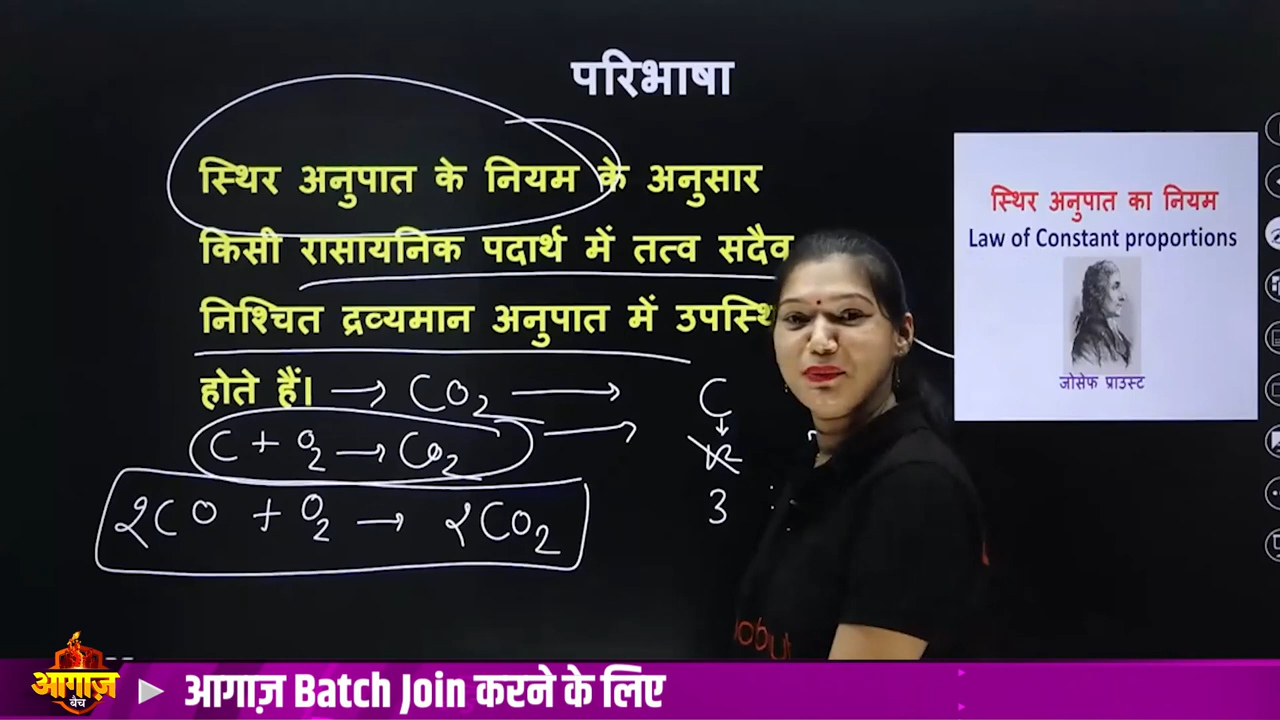 परिभाषा
स्थिर अनुपात के नियम के अनुसार
किसी रासायनिक पदार्थ में तत्व सदैव
निश्चित द्रव्यमान अनुपात में
होते हैं। → CO₂ →
C + O₂ → CO₂ →
2CO + O₂ → 2CO₂
C
↓
12
3
स्थिर अनुपात का नियम
Law of Constant proportions
जोसेफ प्राउस्ट
आगाज़
बैच
आगाज़ Batch Join करने के लिए